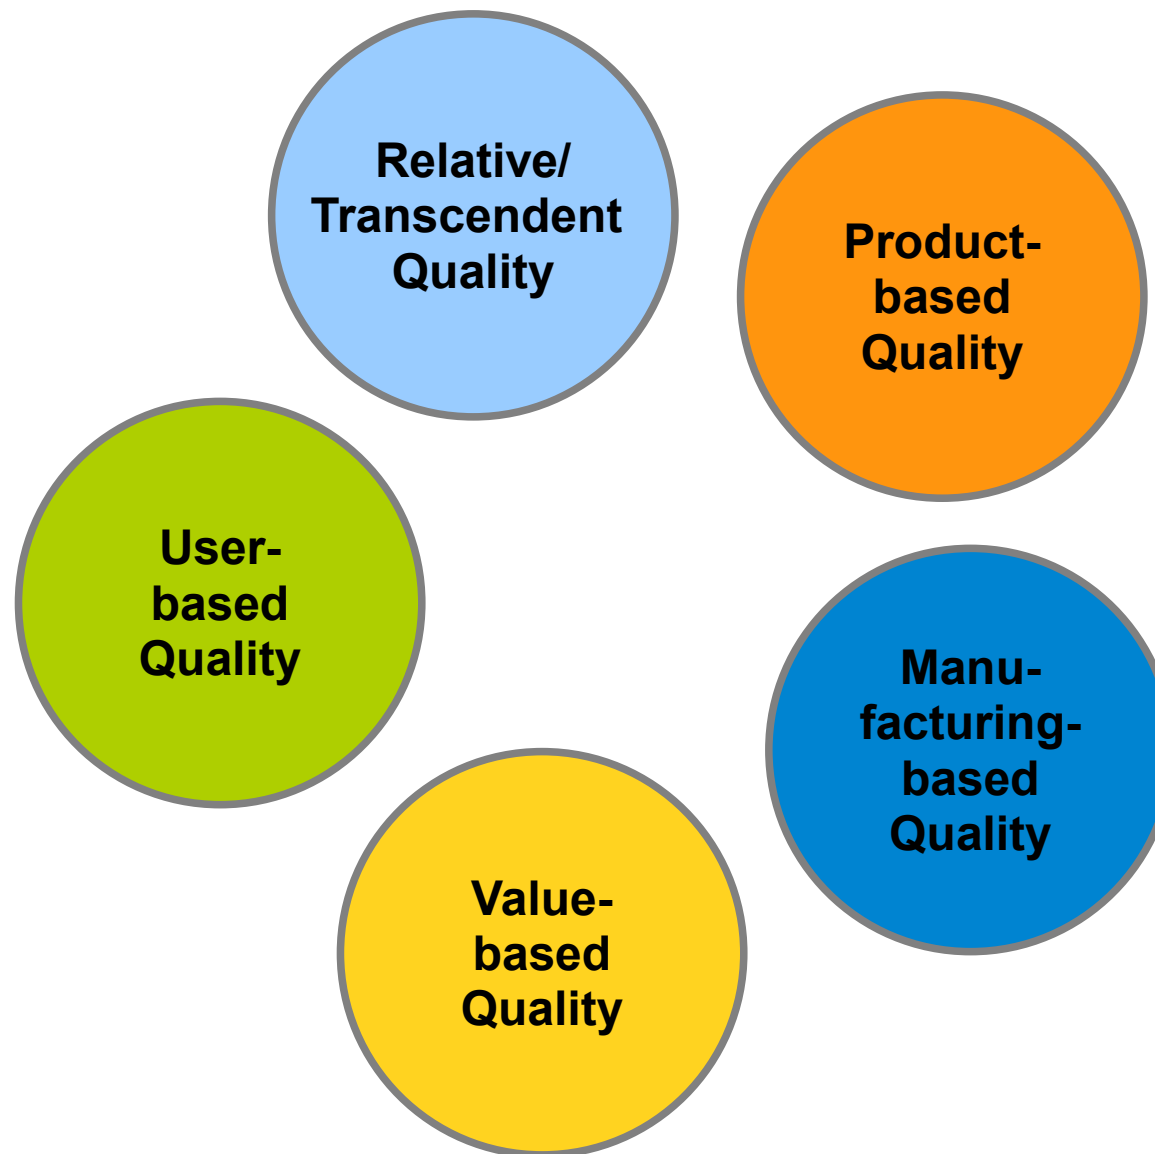 Relative/
Transcendent
Quality
Product-
based
Quality
User-
based
Quality
Manu-
facturing-
based
Quality
Value-
based
Quality